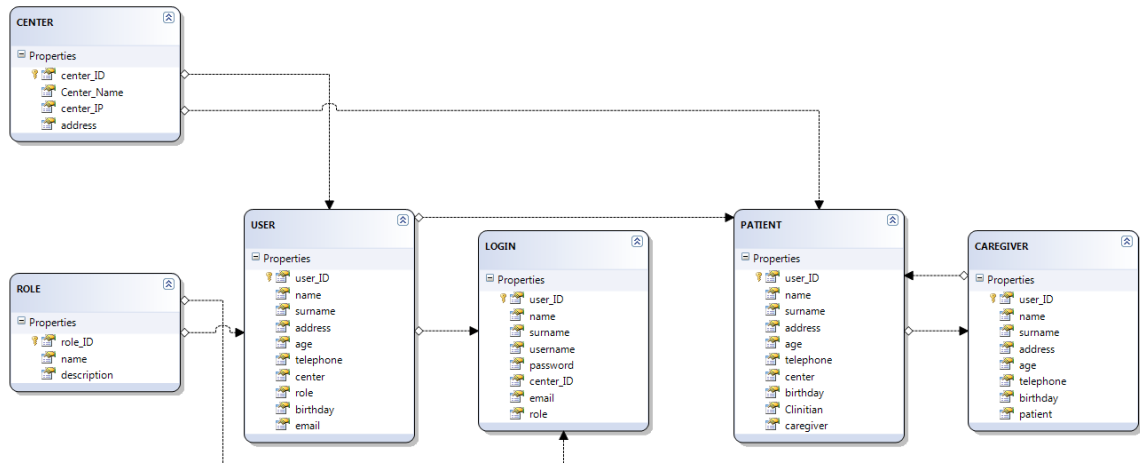 CENTER
Properties
center_ID
Center_Name
center_IP
address
USER
Properties
user_ID
name
surname
address
age
telephone
center
role
birthday
email
LOGIN
Properties
user_ID
name
surname
username
password
center_ID
email
role
PATIENT
Properties
user_ID
name
surname
address
age
telephone
center
birthday
Clinitian
caregiver
CAREGIVER
Properties
user_ID
name
surname
address
age
telephone
birthday
patient
ROLE
Properties
role_ID
name
description